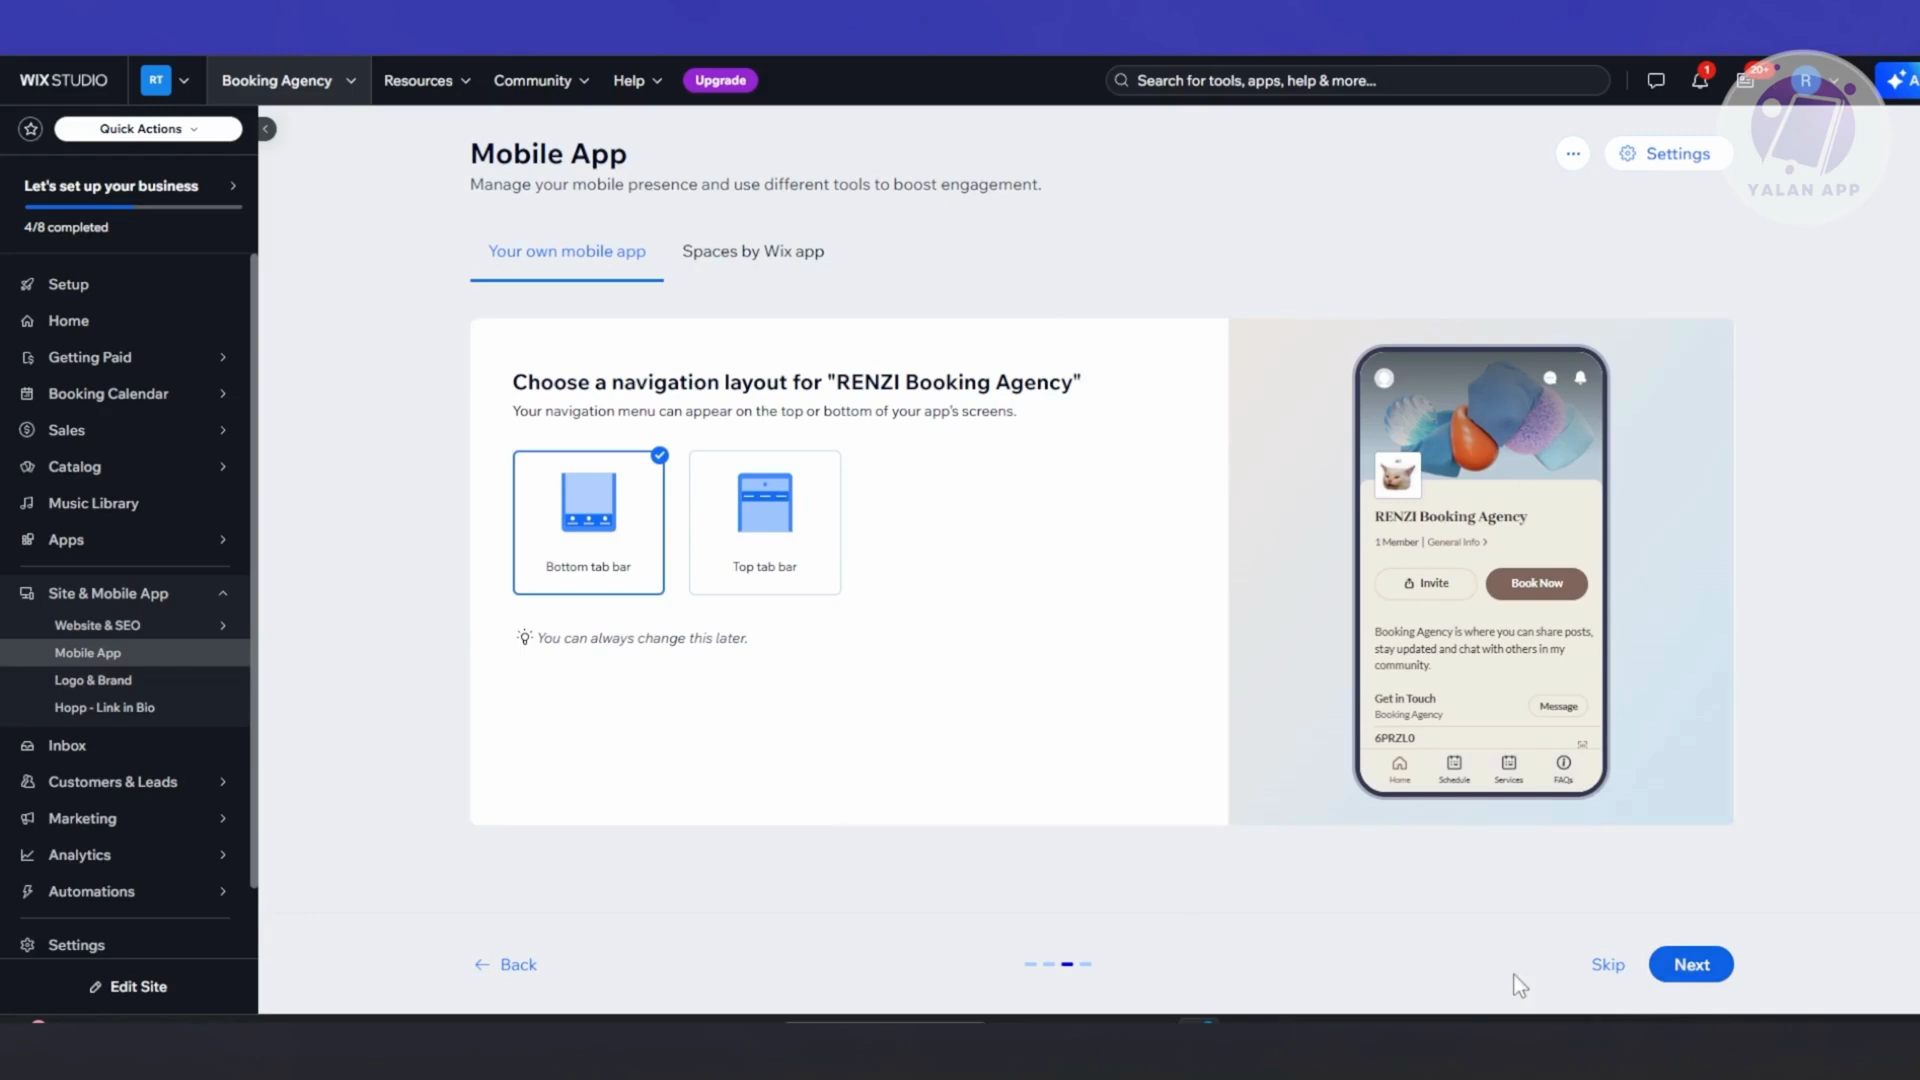 WIX STUDIO
RT
Booking Agency
Resources
Community
Help
Upgrade
Search for tools, apps, help & more...
1
20+
R
A
YALAN APP
Quick Actions
Let's set up your business
4/8 completed
Setup
Home
Getting Paid
Booking Calendar
Sales
Catalog
Music Library
Apps
Site & Mobile App
Website & SEO
Mobile App
Logo & Brand
Hopp - Link in Bio
Inbox
Customers & Leads
Marketing
Analytics
Automations
Settings
Edit Site
Mobile App
Manage your mobile presence and use different tools to boost engagement.
Settings
Your own mobile app
Spaces by Wix app
Choose a navigation layout for "RENZI Booking Agency"
Your navigation menu can appear on the top or bottom of your app's screens.
Bottom tab bar
Top tab bar
You can always change this later.
RENZI Booking Agency
1 Member | General Info >
Invite
Book Now
Booking Agency is where you can share posts,
stay updated and chat with others in my
community.
Get in Touch
Booking Agency
Message
6PRZL0
Home
Schedule
Services
FAQs
Back
Skip
Next